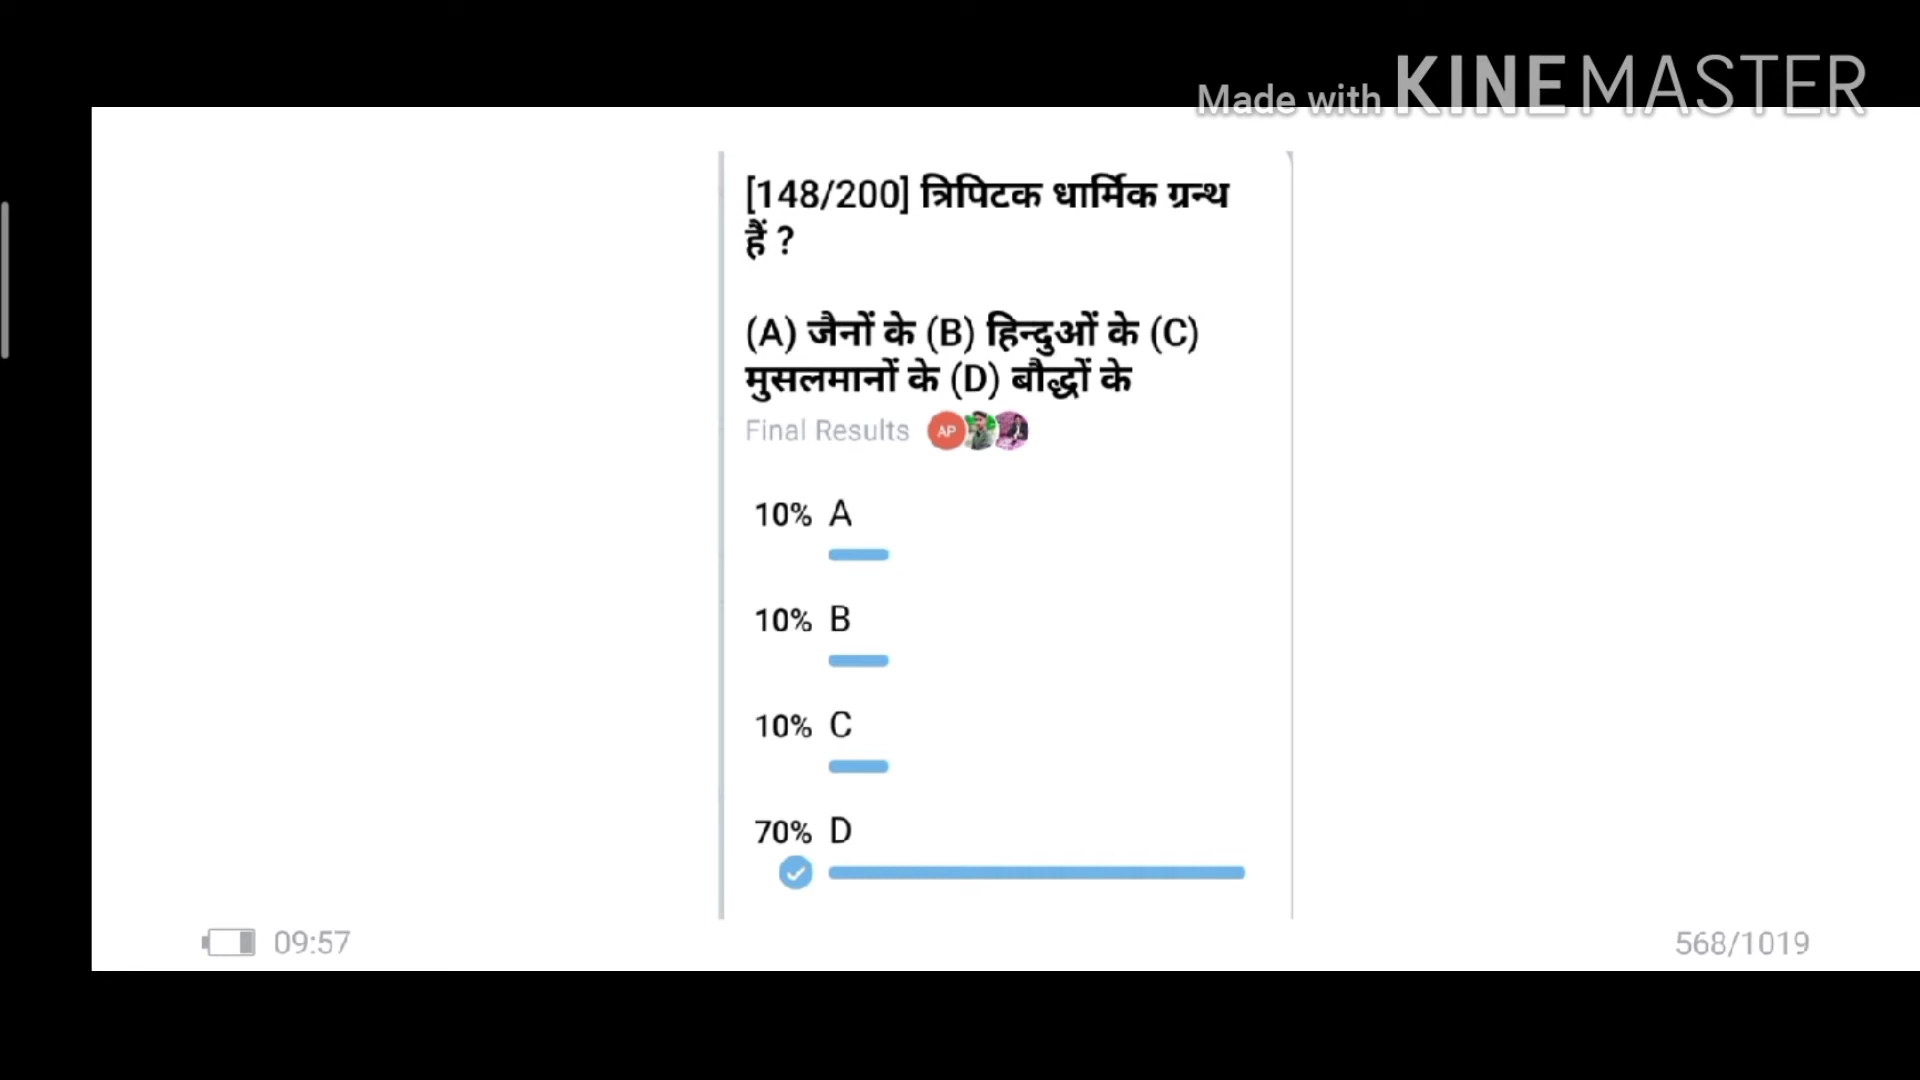 Made with KINEMASTER
[148/200] त्रिपिटक धार्मिक ग्रन्थ
हैं ?
(A) जैनों के (B) हिन्दुओं के (C)
मुसलमानों के (D) बौद्धों के
Final Results AP
10% A
10% B
10% C
70% D
09:57
568/1019